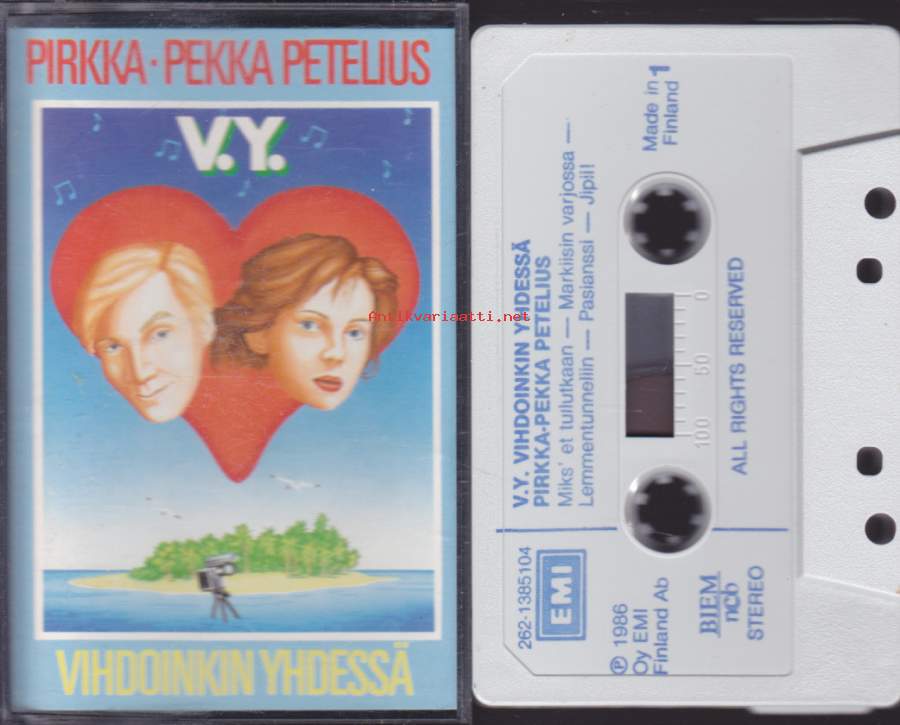 PIRKKA·PEKKA PETELIUS
V.Y.
VIHDOINKIN YHDESSÄ
Antikvariaatti.net
V.Y. VIHDOINKIN YHDESSÄ
PIRKKA-PEKKA PETELIUS
Miks' et tullutkaan — Markiisin varjossa —
Lemmentunneliin — Pasianssi — Jipii!
1
Made in
Finland
0
50
100
ALL RIGHTS RESERVED
262-1385104
EMI
℗ 1986
Oy EMI
Finland Ab
BIEM
ncb
STEREO